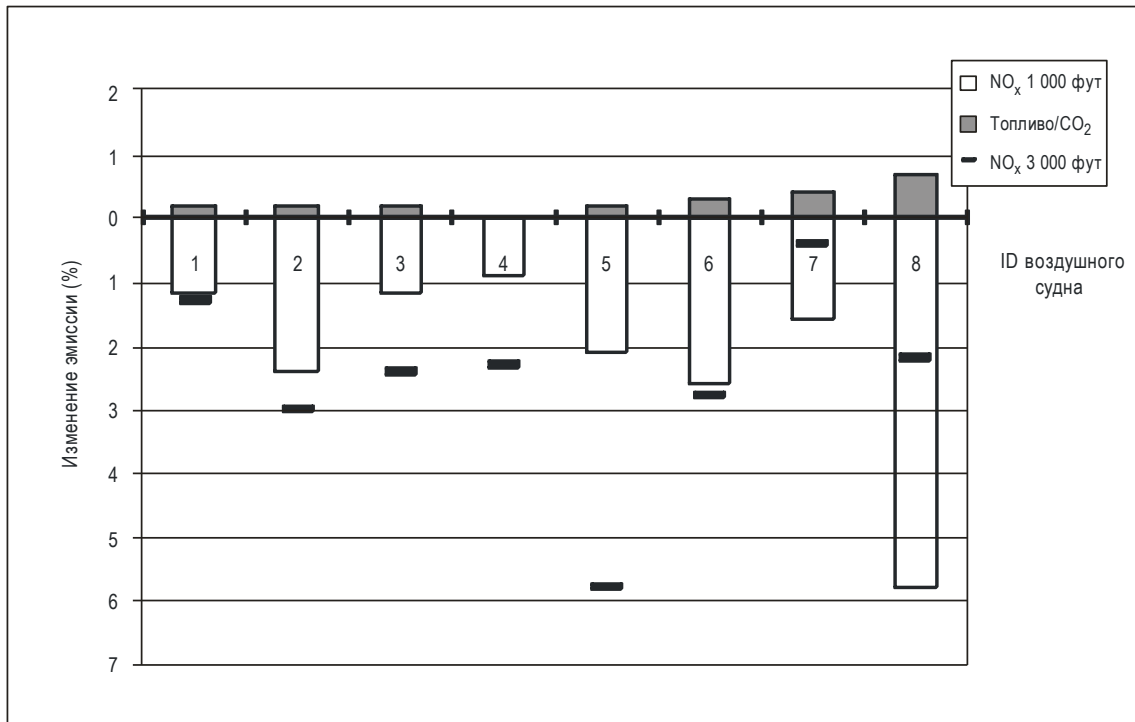 NOx 1 000 фут
Топливо/CO2
NOx 3 000 фут
Изменение эмиссии (%)
2
1
0
1
2
3
4
5
6
7
1 2 3 4 5 6 7 8
ID воздушного
судна